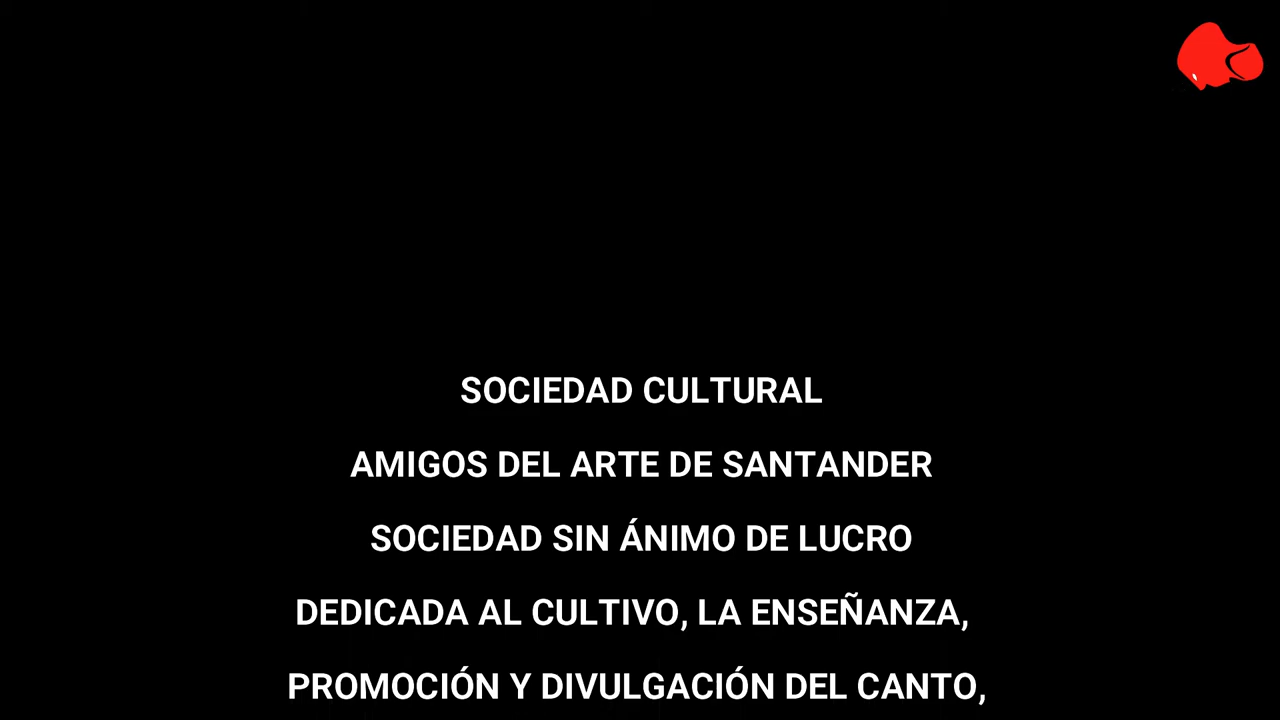 SOCIEDAD CULTURAL
AMIGOS DEL ARTE DE SANTANDER
SOCIEDAD SIN ÁNIMO DE LUCRO
DEDICADA AL CULTIVO, LA ENSEÑANZA,
PROMOCIÓN Y DIVULGACIÓN DEL CANTO,